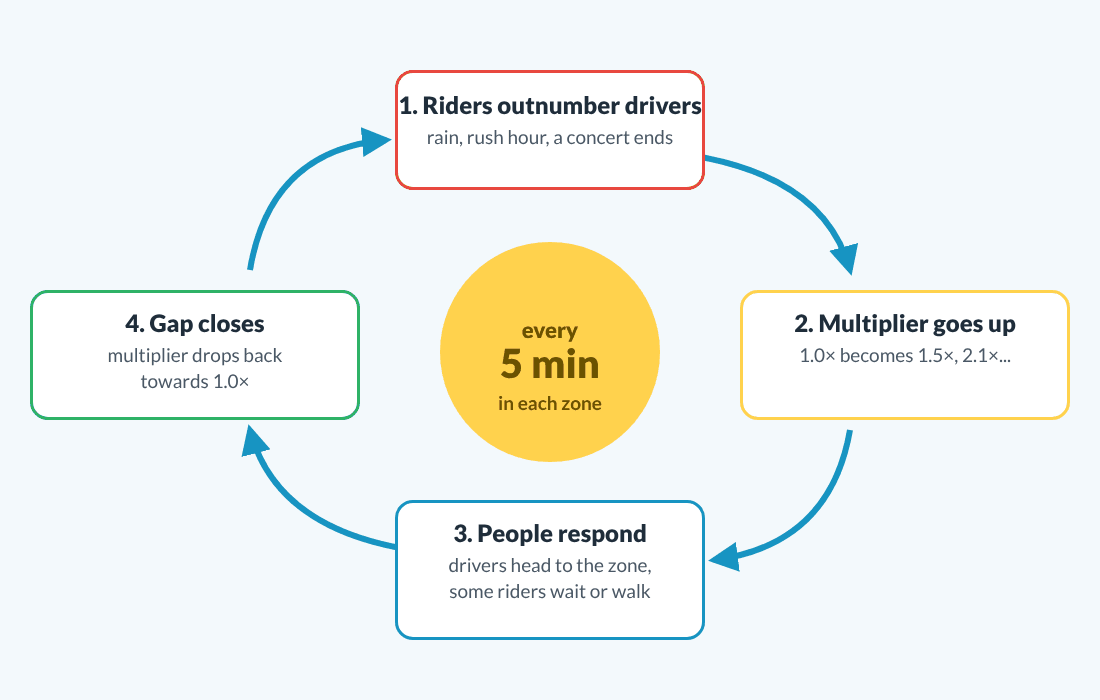 1. Riders outnumber drivers
rain, rush hour, a concert ends
2. Multiplier goes up
1.0× becomes 1.5×, 2.1×...
3. People respond
drivers head to the zone,
some riders wait or walk
4. Gap closes
multiplier drops back
towards 1.0×
every
5 min
in each zone